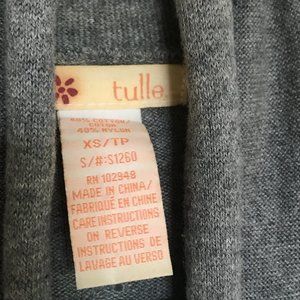 tulle
60% COTTON/
COTON
40% NYLON
XS/TP
S/#:S1260
RN 102948
MADE IN CHINA/
FABRIQUÉ EN CHINE
CARE INSTRUCTIONS
ON REVERSE
INSTRUCTIONS DE
LAVAGE AU VERSO